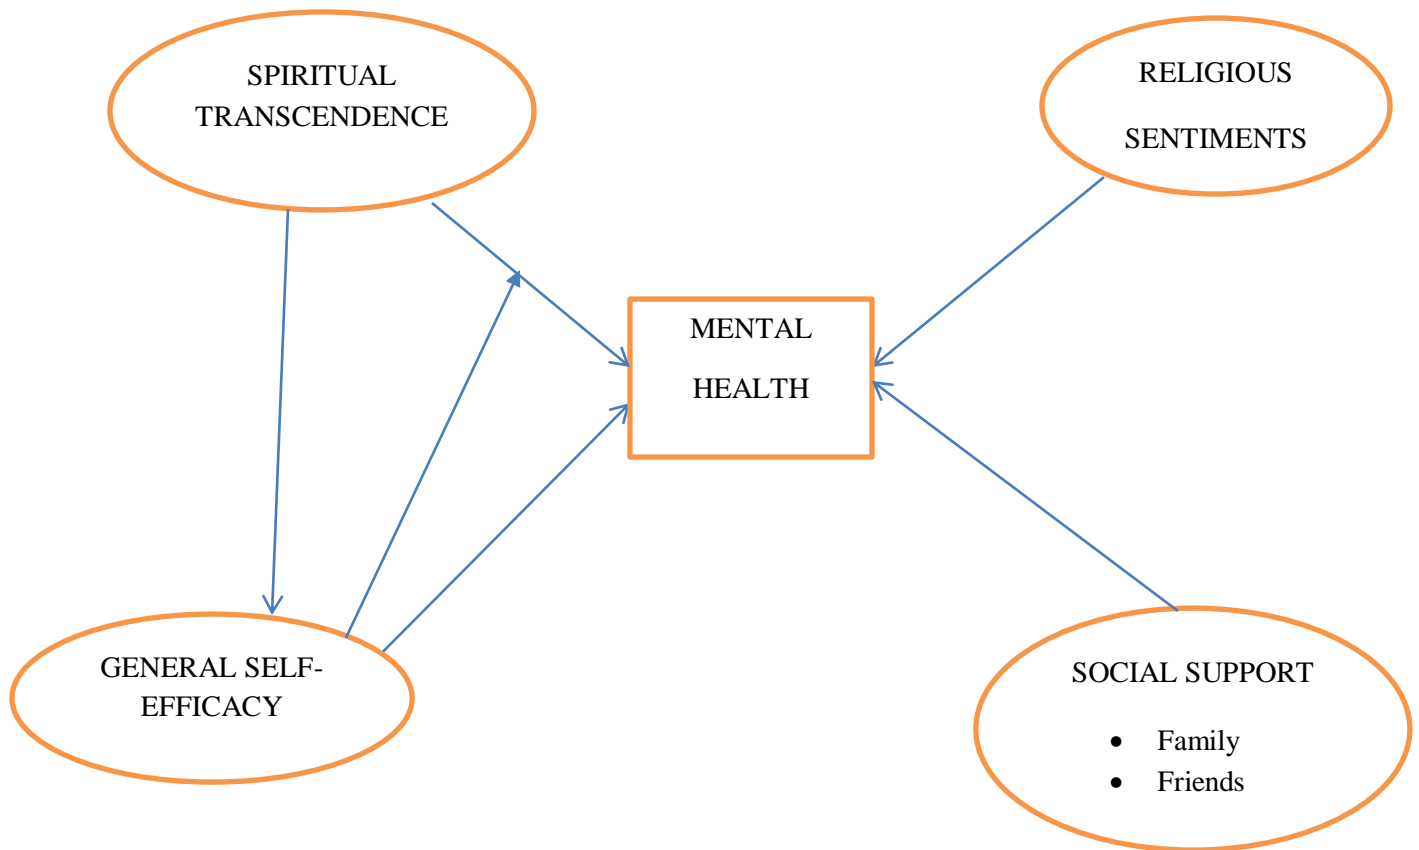 SPIRITUAL
TRANSCENDENCE
RELIGIOUS
SENTIMENTS
MENTAL
HEALTH
GENERAL SELF-
EFFICACY
SOCIAL SUPPORT
• Family
• Friends